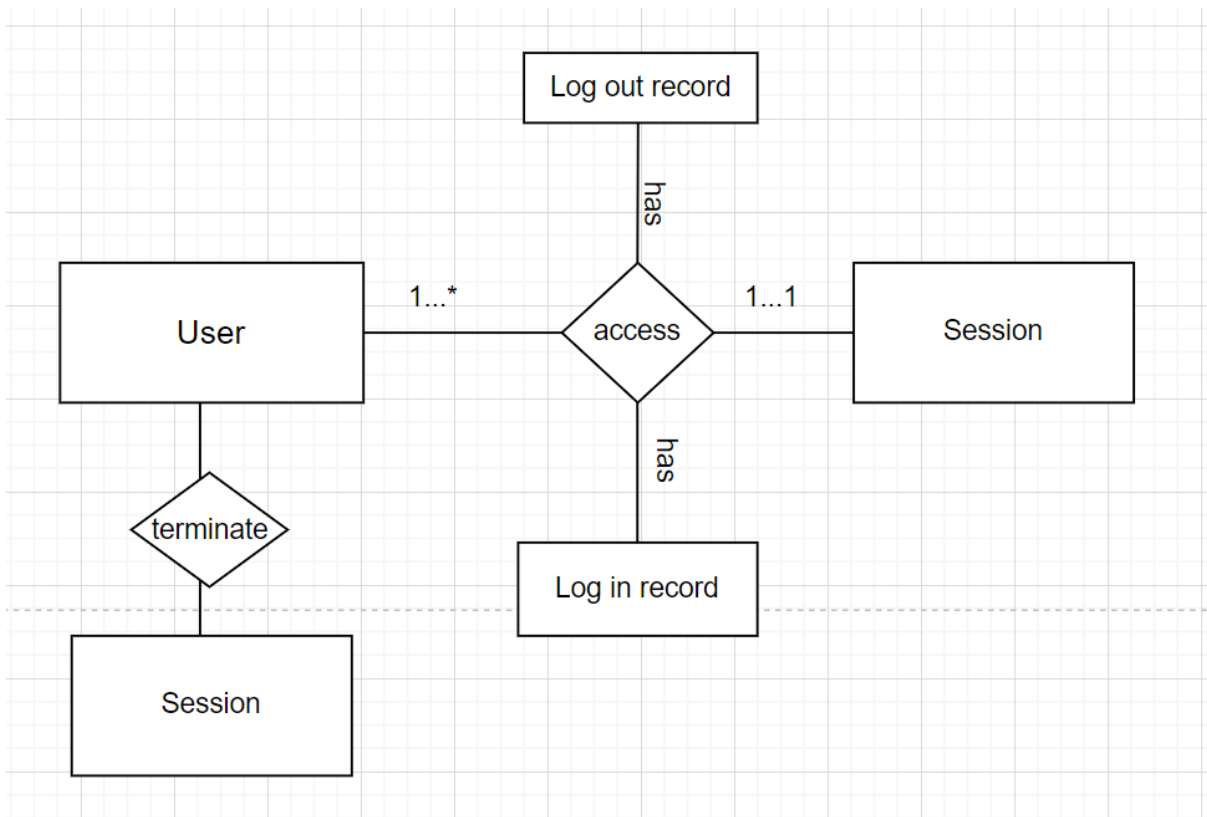 Log out record
has
1...*
1...1
User
access
Session
has
terminate
Log in record
Session